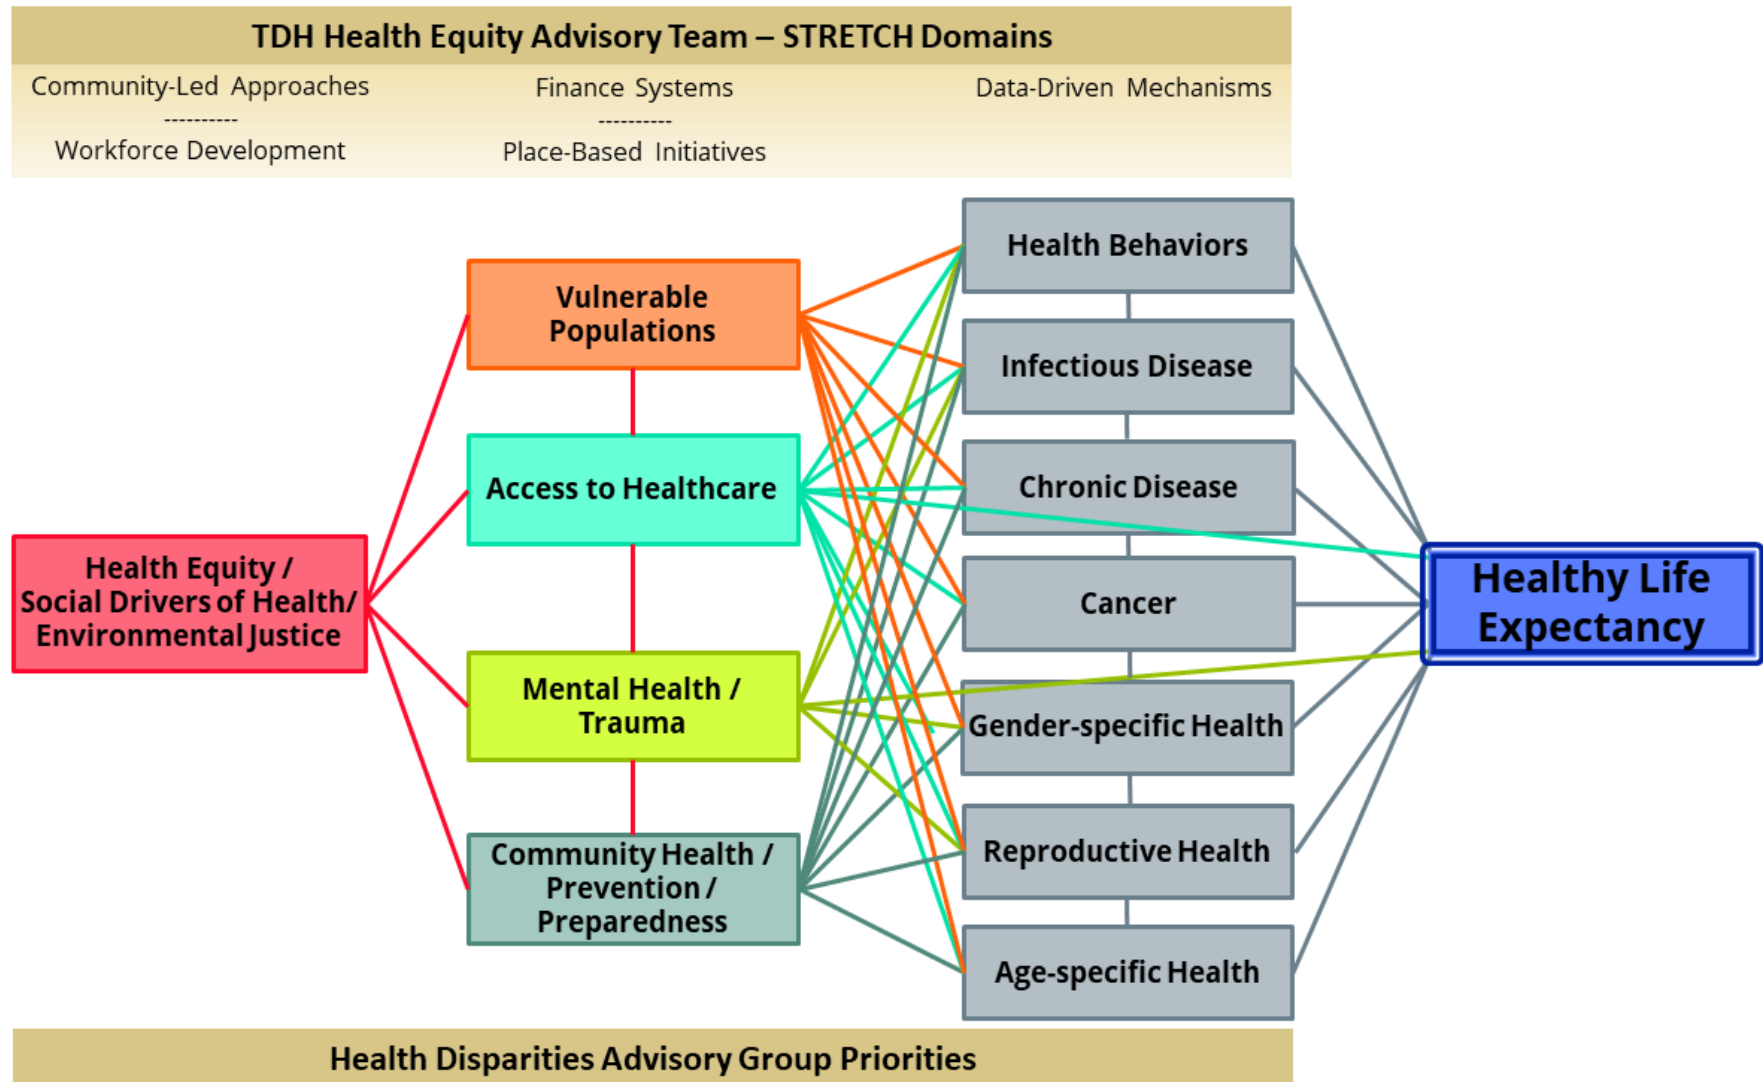 TDH Health Equity Advisory Team – STRETCH Domains
Community-Led Approaches
----------
Workforce Development
Finance Systems
----------
Place-Based Initiatives
Data-Driven Mechanisms
Health Equity /
Social Drivers of Health/
Environmental Justice
Vulnerable
Populations
Access to Healthcare
Mental Health /
Trauma
Community Health /
Prevention /
Preparedness
Health Behaviors
Infectious Disease
Chronic Disease
Cancer
Gender-specific Health
Reproductive Health
Age-specific Health
Healthy Life
Expectancy
Health Disparities Advisory Group Priorities